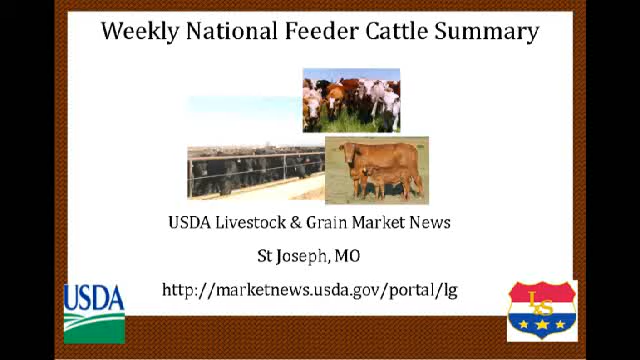 Weekly National Feeder Cattle Summary
USDA Livestock & Grain Market News
St Joseph, MO
http://marketnews.usda.gov/portal/lg
USDA
LS